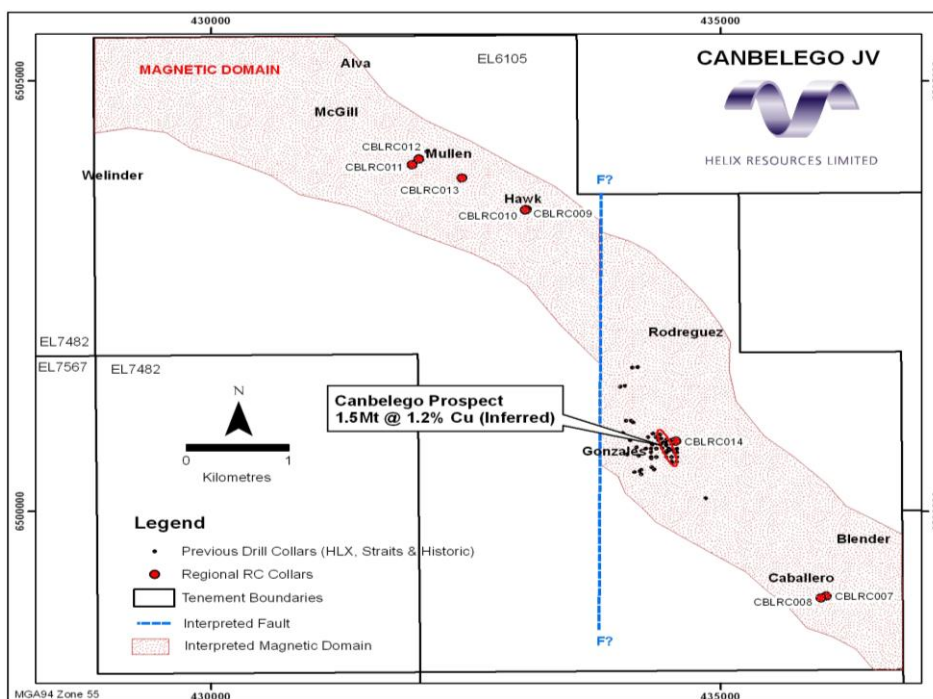 430000
435000
6505000
MAGNETIC DOMAIN
Alva
EL6105
CANBELEGO JV
HELIX RESOURCES LIMITED
McGill
CBLRC012
Mullen
CBLRC011
Welinder
CBLRC013
F?
Hawk
CBLRC010
CBLRC009
Rodreguez
EL7482
EL7567
EL7482
N
Canbelego Prospect
1.5Mt @ 1.2% Cu (Inferred)
CBLRC014
Gonzales
0
1
Kilometres
6500000
Legend
Previous Drill Collars (HLX, Straits & Historic)
Regional RC Collars
Tenement Boundaries
Interpreted Fault
Interpreted Magnetic Domain
Blender
Caballero
CBLRC008
CBLRC007
F?
MGA94 Zone 55
430000
435000